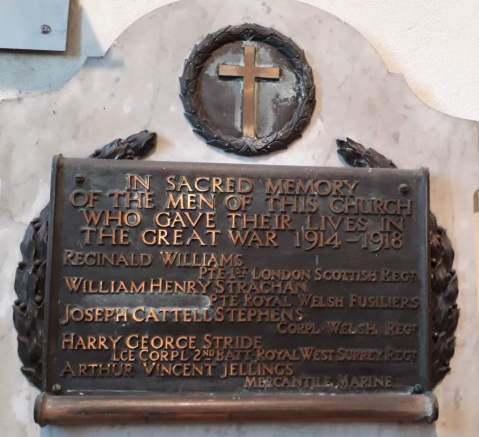 IN SACRED MEMORY
OF THE MEN OF THIS CHURCH
WHO GAVE THEIR LIVES IN
THE GREAT WAR 1914-1918
REGINALD WILLIAMS
PTE 1ST LONDON SCOTTISH REGT
WILLIAM HENRY STRACHAN
PTE ROYAL WELSH FUSILIERS
JOSEPH CATTELL STEPHENS
CORPL WELSH REGT
HARRY GEORGE STRIDE
LCE CORPL 2ND BATT ROYAL WEST SURREY REGT
ARTHUR VINCENT JELLINGS
MERCANTILE MARINE